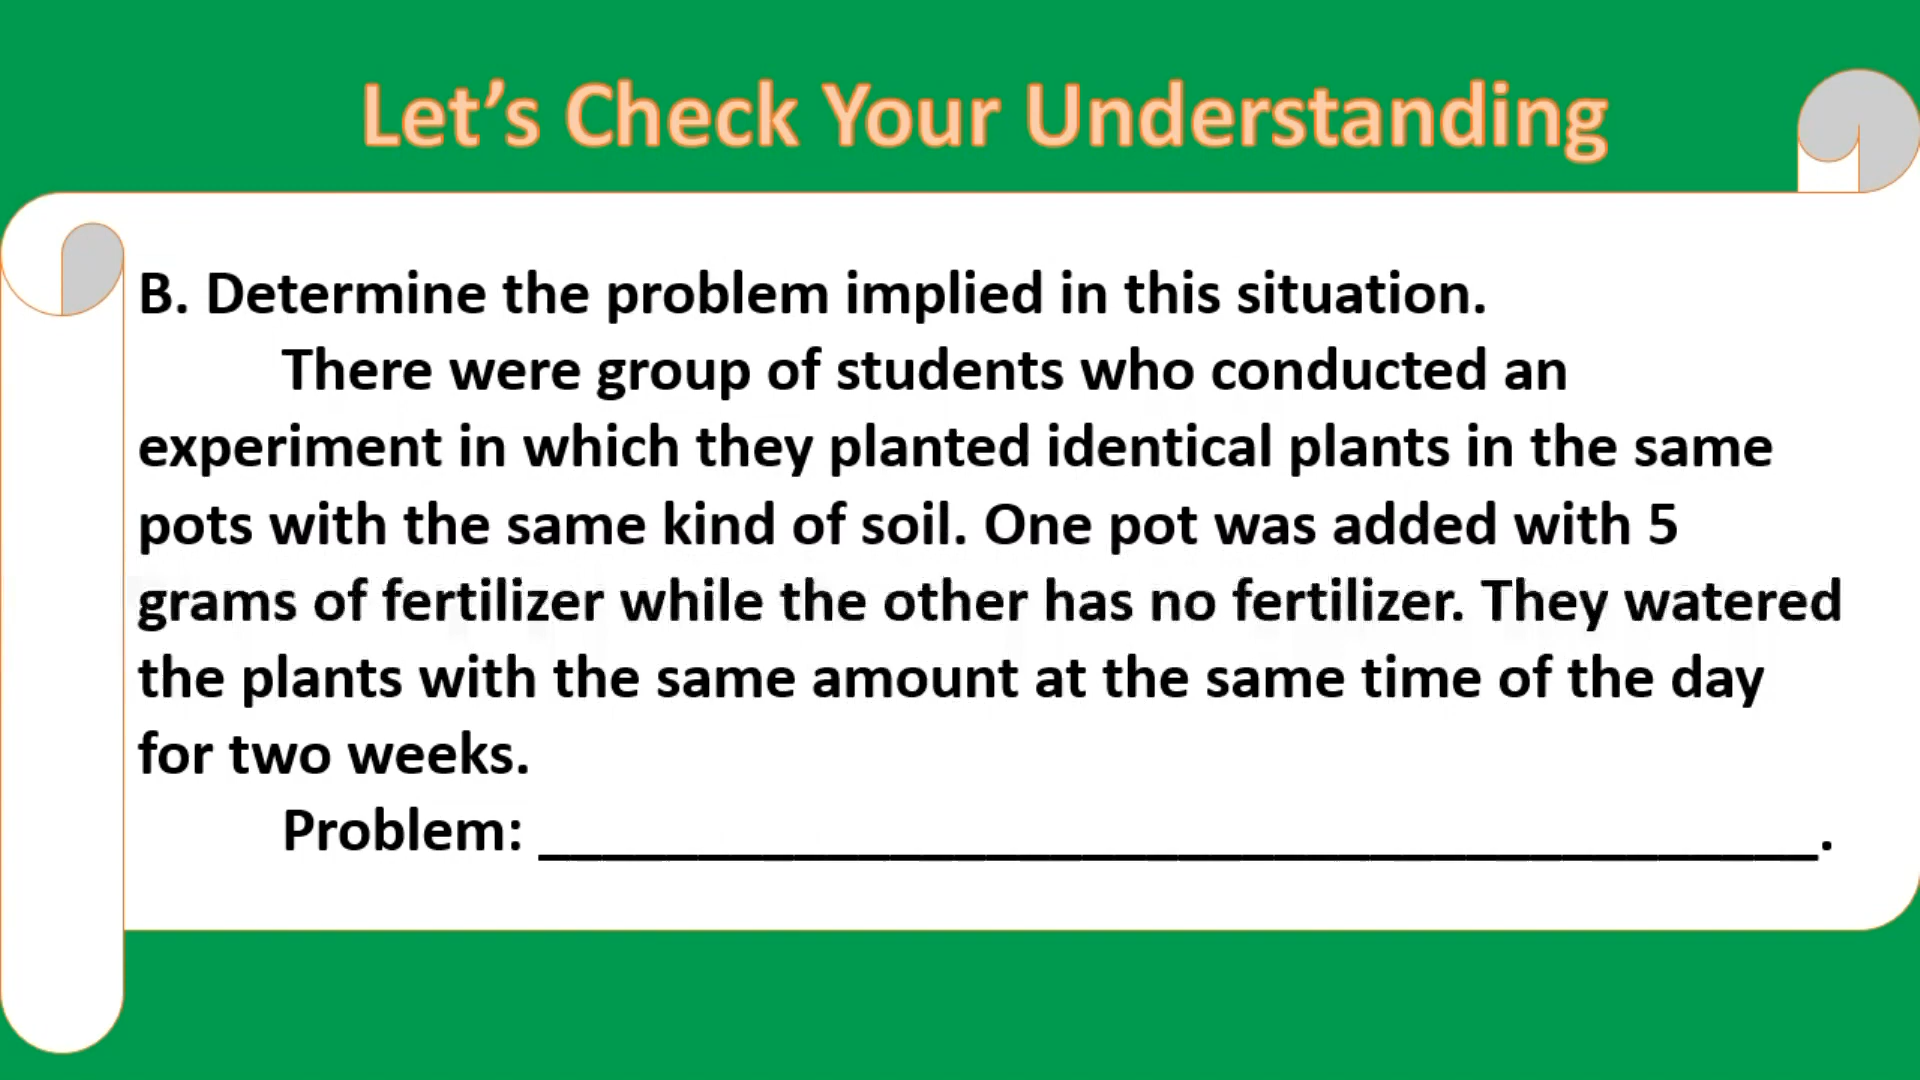 Let’s Check Your Understanding
B. Determine the problem implied in this situation.
There were group of students who conducted an
experiment in which they planted identical plants in the same
pots with the same kind of soil. One pot was added with 5
grams of fertilizer while the other has no fertilizer. They watered
the plants with the same amount at the same time of the day
for two weeks.
Problem: ________________________________________.